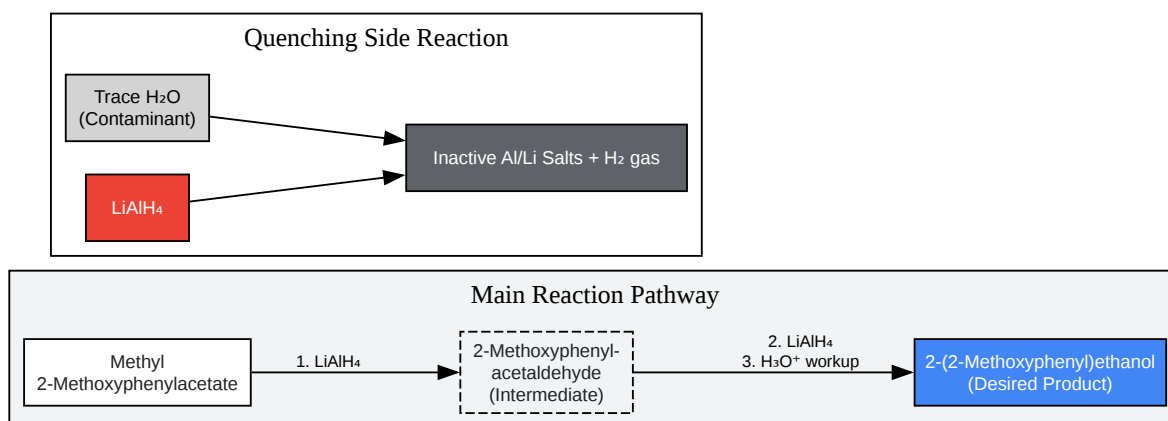 Quenching Side Reaction
Trace H₂O
(Contaminant)
Inactive Al/Li Salts + H₂ gas
LiAlH₄
Main Reaction Pathway
Methyl
2-Methoxyphenylacetate
1. LiAlH₄
2-Methoxyphenyl-
acetaldehyde
(Intermediate)
2. LiAlH₄
3. H₃O⁺ workup
2-(2-Methoxyphenyl)ethanol
(Desired Product)